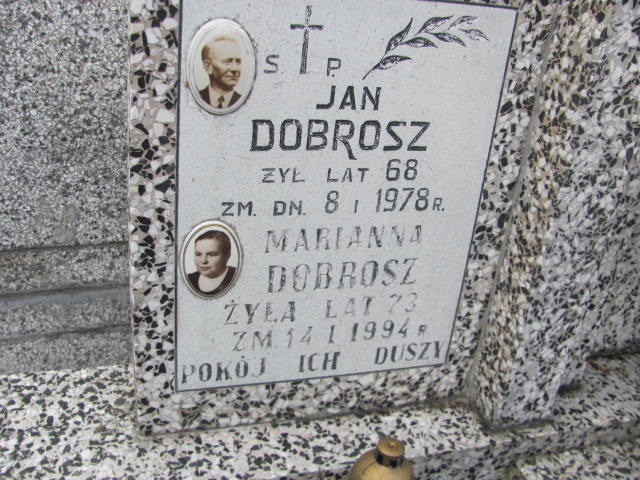 Ś P.
JAN
DOBROSZ
ŻYŁ LAT 68
ZM. DN. 8 I 1978 R.
MARIANNA
DOBROSZ
ŻYŁA LAT 73
ZM. 14 I 1994 R
POKÓJ ICH DUSZY